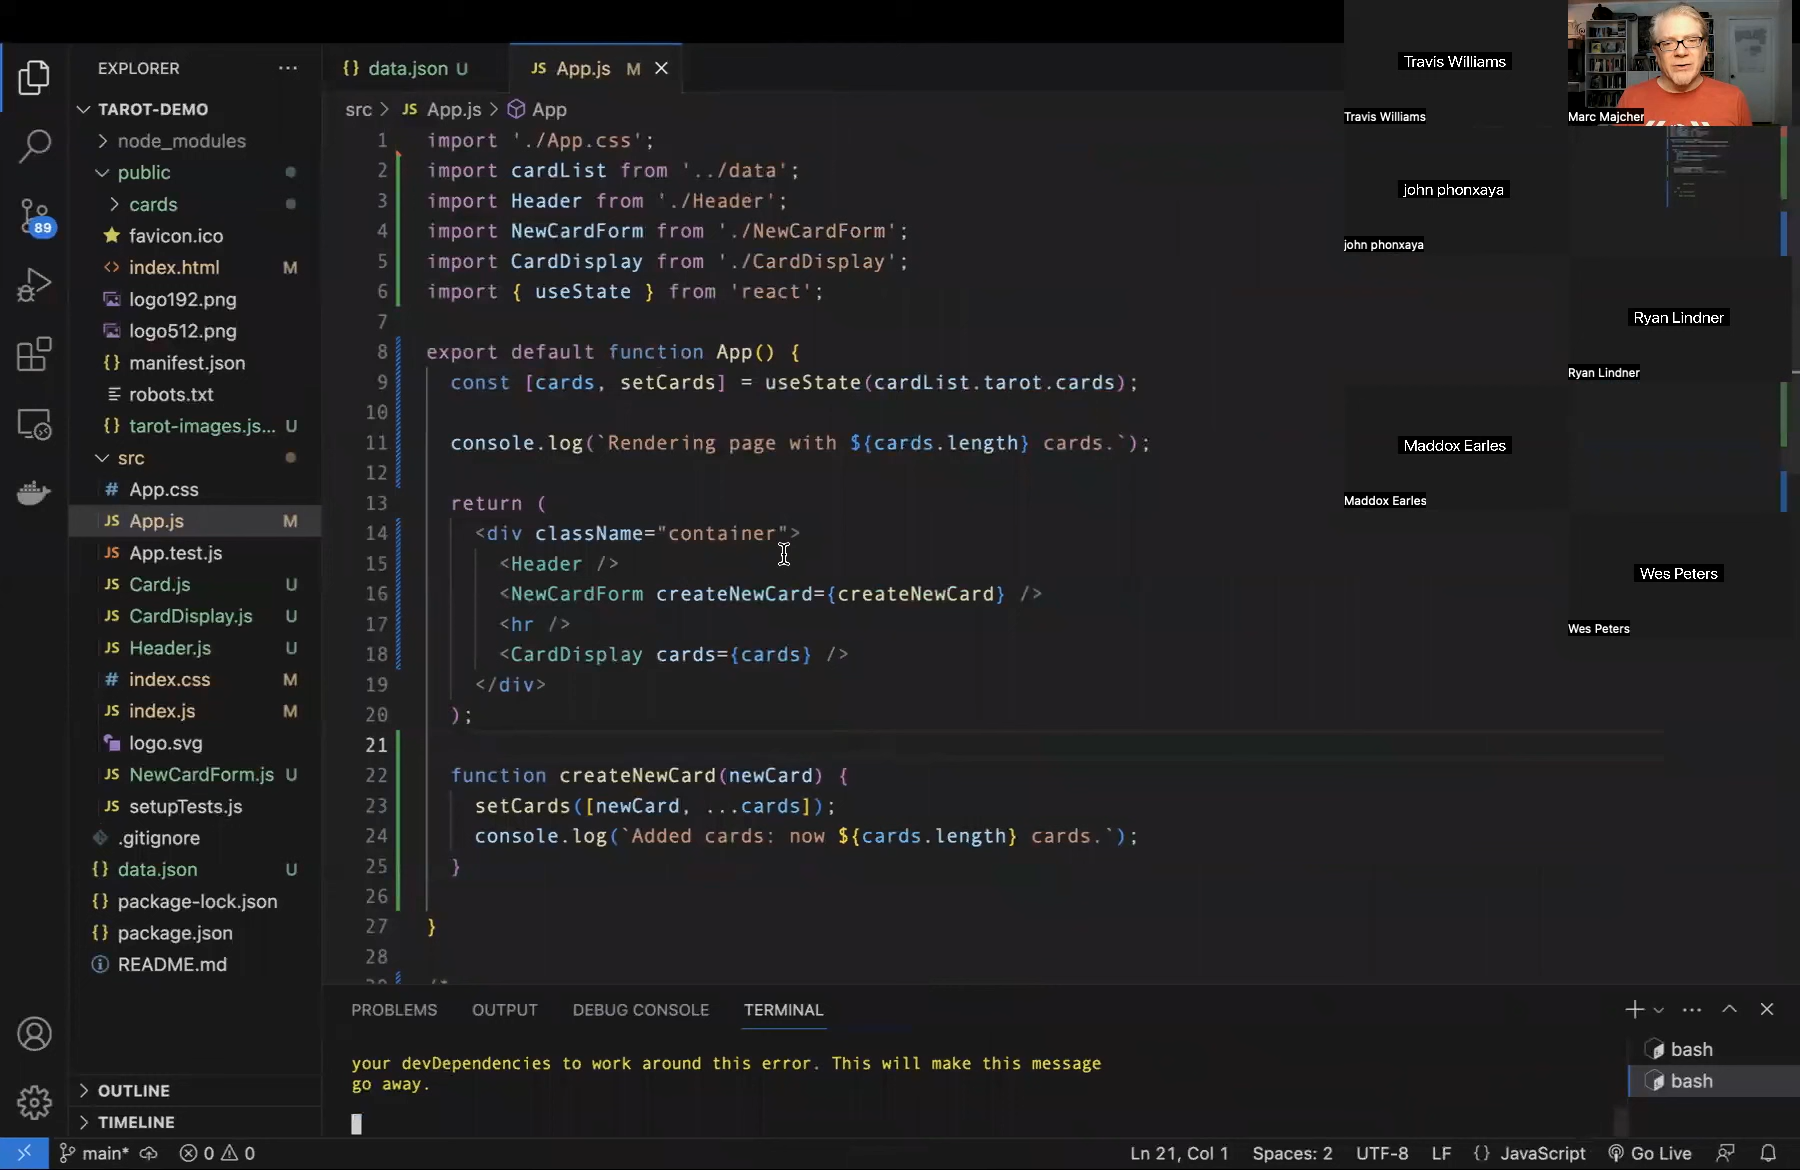 EXPLORER
TAROT-DEMO
node_modules
public
cards
favicon.ico
index.html M
logo192.png
logo512.png
{} manifest.json
robots.txt
{} tarot-images.js... U
src
# App.css
JS App.js M
JS App.test.js
JS Card.js U
JS CardDisplay.js U
JS Header.js U
# index.css M
JS index.js M
logo.svg
JS NewCardForm.js U
JS setupTests.js
.gitignore
{} data.json U
{} package-lock.json
{} package.json
README.md
OUTLINE
TIMELINE
89
{} data.json U
JS App.js M
src > JS App.js > App
1 import './App.css';
2 import cardList from '../data';
3 import Header from './Header';
4 import NewCardForm from './NewCardForm';
5 import CardDisplay from './CardDisplay';
6 import { useState } from 'react';
7
8 export default function App() {
9 const [cards, setCards] = useState(cardList.tarot.cards);
10
11 console.log(`Rendering page with ${cards.length} cards.`);
12
13 return (
14 <div className="container">
15 <Header />
16 <NewCardForm createNewCard={createNewCard} />
17 <hr />
18 <CardDisplay cards={cards} />
19 </div>
20 );
21
22 function createNewCard(newCard) {
23 setCards([newCard, ...cards]);
24 console.log(`Added cards: now ${cards.length} cards.`);
25 }
26
27 }
28
PROBLEMS OUTPUT DEBUG CONSOLE TERMINAL
your devDependencies to work around this error. This will make this message
go away.
bash
bash
main* 0 0 Ln 21, Col 1 Spaces: 2 UTF-8 LF {} JavaScript Go Live
Travis Williams
Travis Williams
Marc Majcher
john phonxaya
john phonxaya
Ryan Lindner
Ryan Lindner
Maddox Earles
Maddox Earles
Wes Peters
Wes Peters